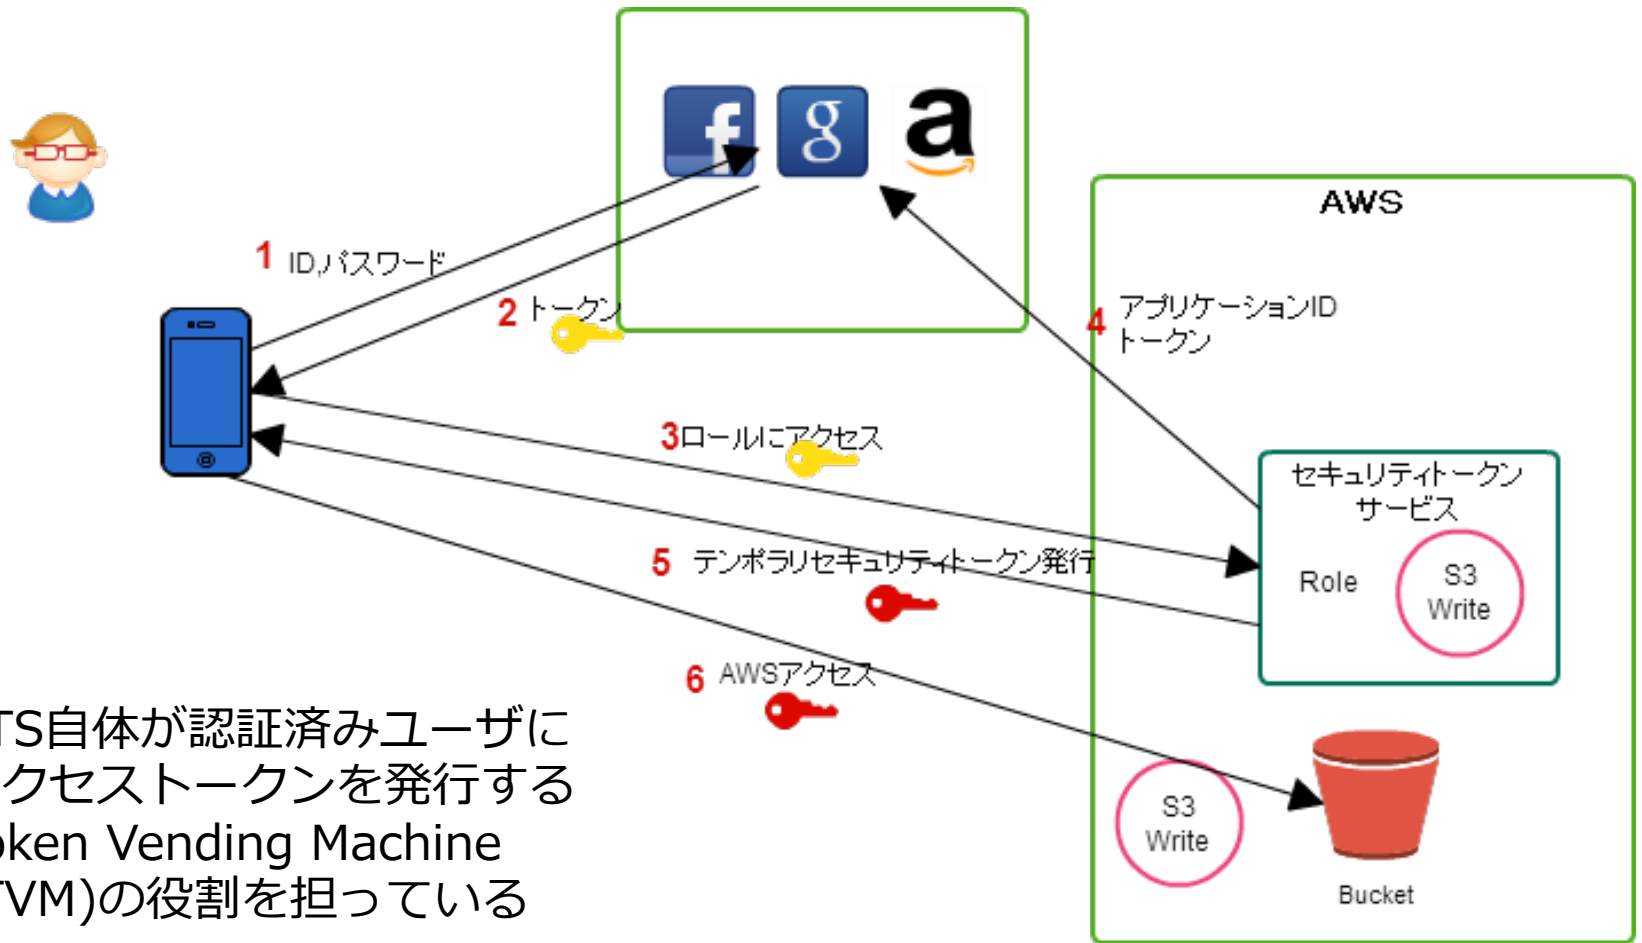 AWS
1 ID,パスワード
2 トークン
4 アプリケーションID
トークン
3 ロールにアクセス
セキュリティトークン
サービス
Role
S3
Write
5 テンポラリセキュリティトークン発行
6 AWSアクセス
TS自体が認証済みユーザに
クセストークンを発行する
oken Vending Machine
TVM)の役割を担っている
S3
Write
Bucket